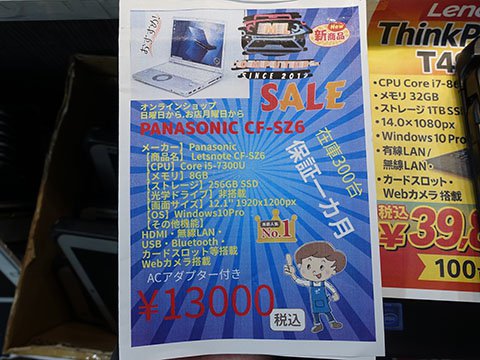 おすすめ
New
新商品
SINCE 2012
SALE
オンラインショップ
日曜日から,お店月曜日から
PANASONIC CF-SZ6
メーカー】Panasonic
【商品名】Letsnote CF-SZ6
【CPU】Core i5-7300U
【メモリ】8GB
【ストレージ】256GB SSD
【光学ドライブ】非搭載
【画面サイズ】12.1" 1920x1200px
【OS】Windows10Pro
【その他機能】
HDMI・無線LAN・
USB・Bluetooth・
カードスロット等搭載
Webカメラ搭載
ACアダプター付き
¥13000
税込
在庫300台
保証一カ月
No.1
Leno
ThinkP
T4
・CPU Core i7-86
・メモリ 32GB
・ストレージ 1TB SS
・14.0×1080px
・Windows10 Pro
・有線LAN/
無線LAN・
・カードスロット・
Webカメラ搭載
税込
¥39,8
100